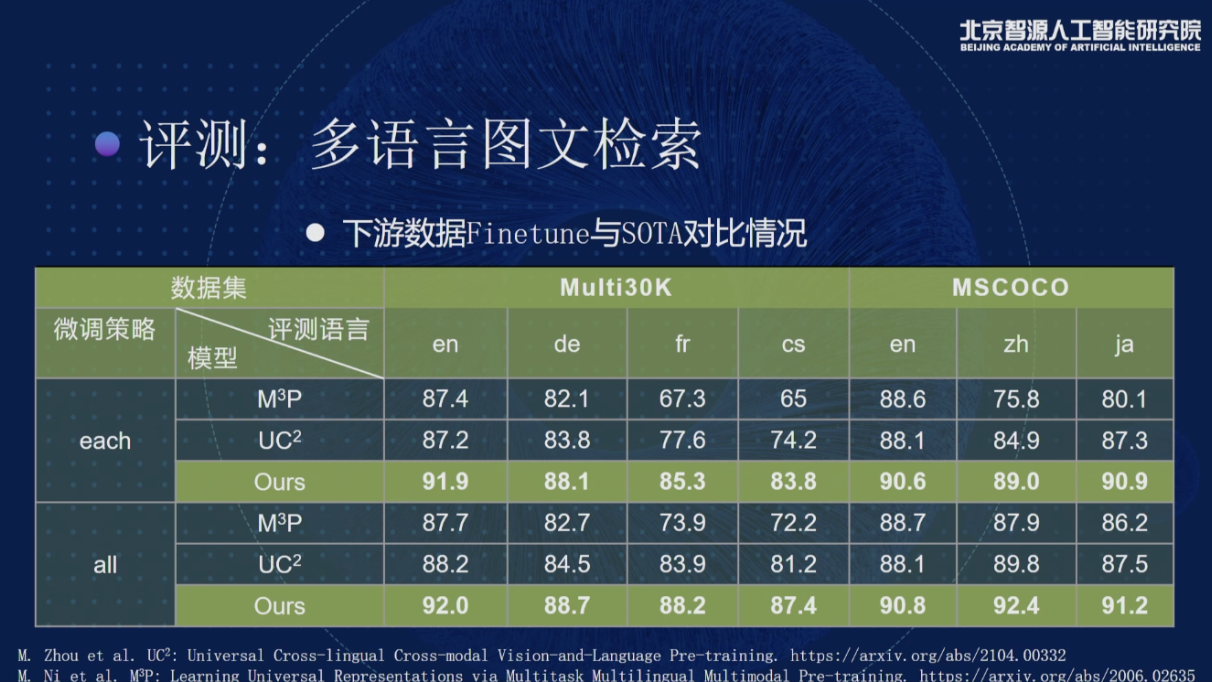 北京智源人工智能研究院
BEIJING ACADEMY OF ARTIFICIAL INTELLIGENCE
评测：多语言图文检索
下游数据Finetune与SOTA对比情况
数据集 Multi30K MSCOCO
微调策略 评测语言 模型 en de fr cs en zh ja
each
M³P 87.4 82.1 67.3 65 88.6 75.8 80.1
UC² 87.2 83.8 77.6 74.2 88.1 84.9 87.3
Ours 91.9 88.1 85.3 83.8 90.6 89.0 90.9
all
M³P 87.7 82.7 73.9 72.2 88.7 87.9 86.2
UC² 88.2 84.5 83.9 81.2 88.1 89.8 87.5
Ours 92.0 88.7 88.2 87.4 90.8 92.4 91.2
M. Zhou et al. UC²: Universal Cross-lingual Cross-modal Vision-and-Language Pre-training. https://arxiv.org/abs/2104.00332
M. Ni et al. M³P: Learning Universal Representations via Multitask Multilingual Multimodal Pre-training. https://arxiv.org/abs/2006.02635